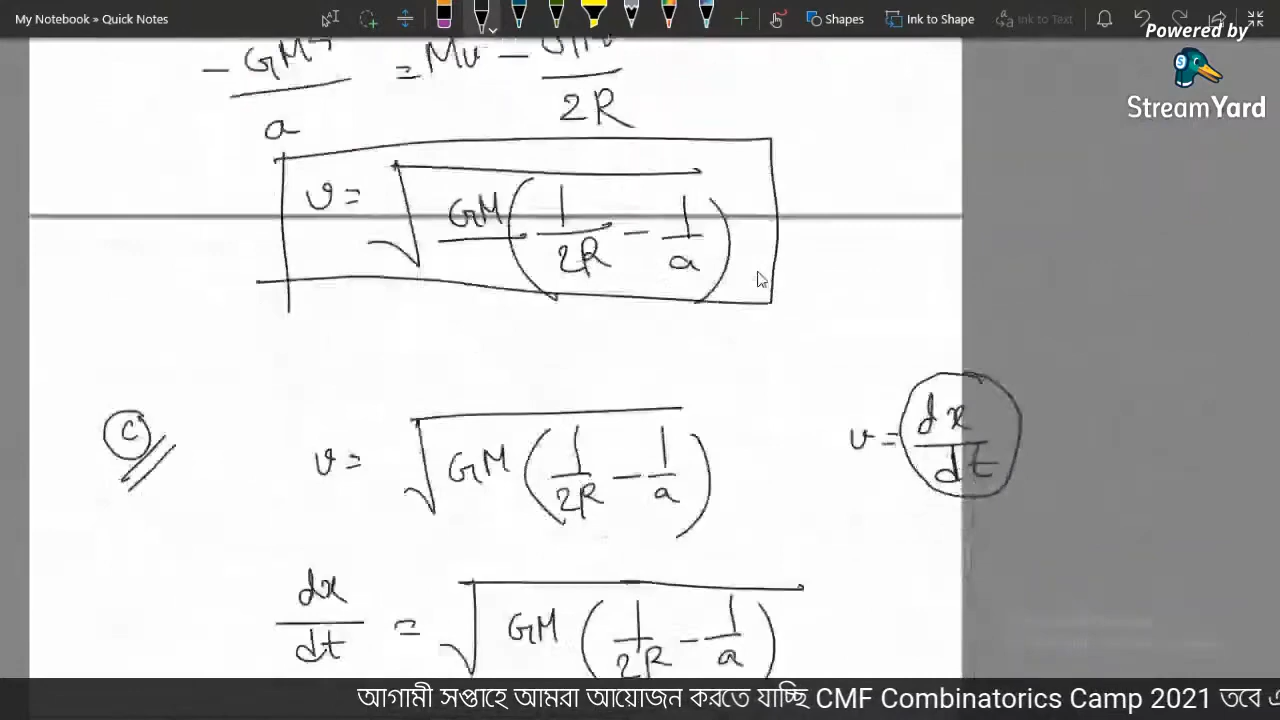 My Notebook » Quick Notes
Shapes
Ink to Shape
Ink to Text
Powered by
StreamYard
-GM²/a = Mv² -
2R
v = √GM(1/2R - 1/a)
C
v = √GM(1/2R - 1/a)
v = dx/dt
dx/dt = √GM(1/2R - 1/a)
আগামী সপ্তাহে আমরা আয়োজন করতে যাচ্ছি CMF Combinatorics Camp 2021 তবে